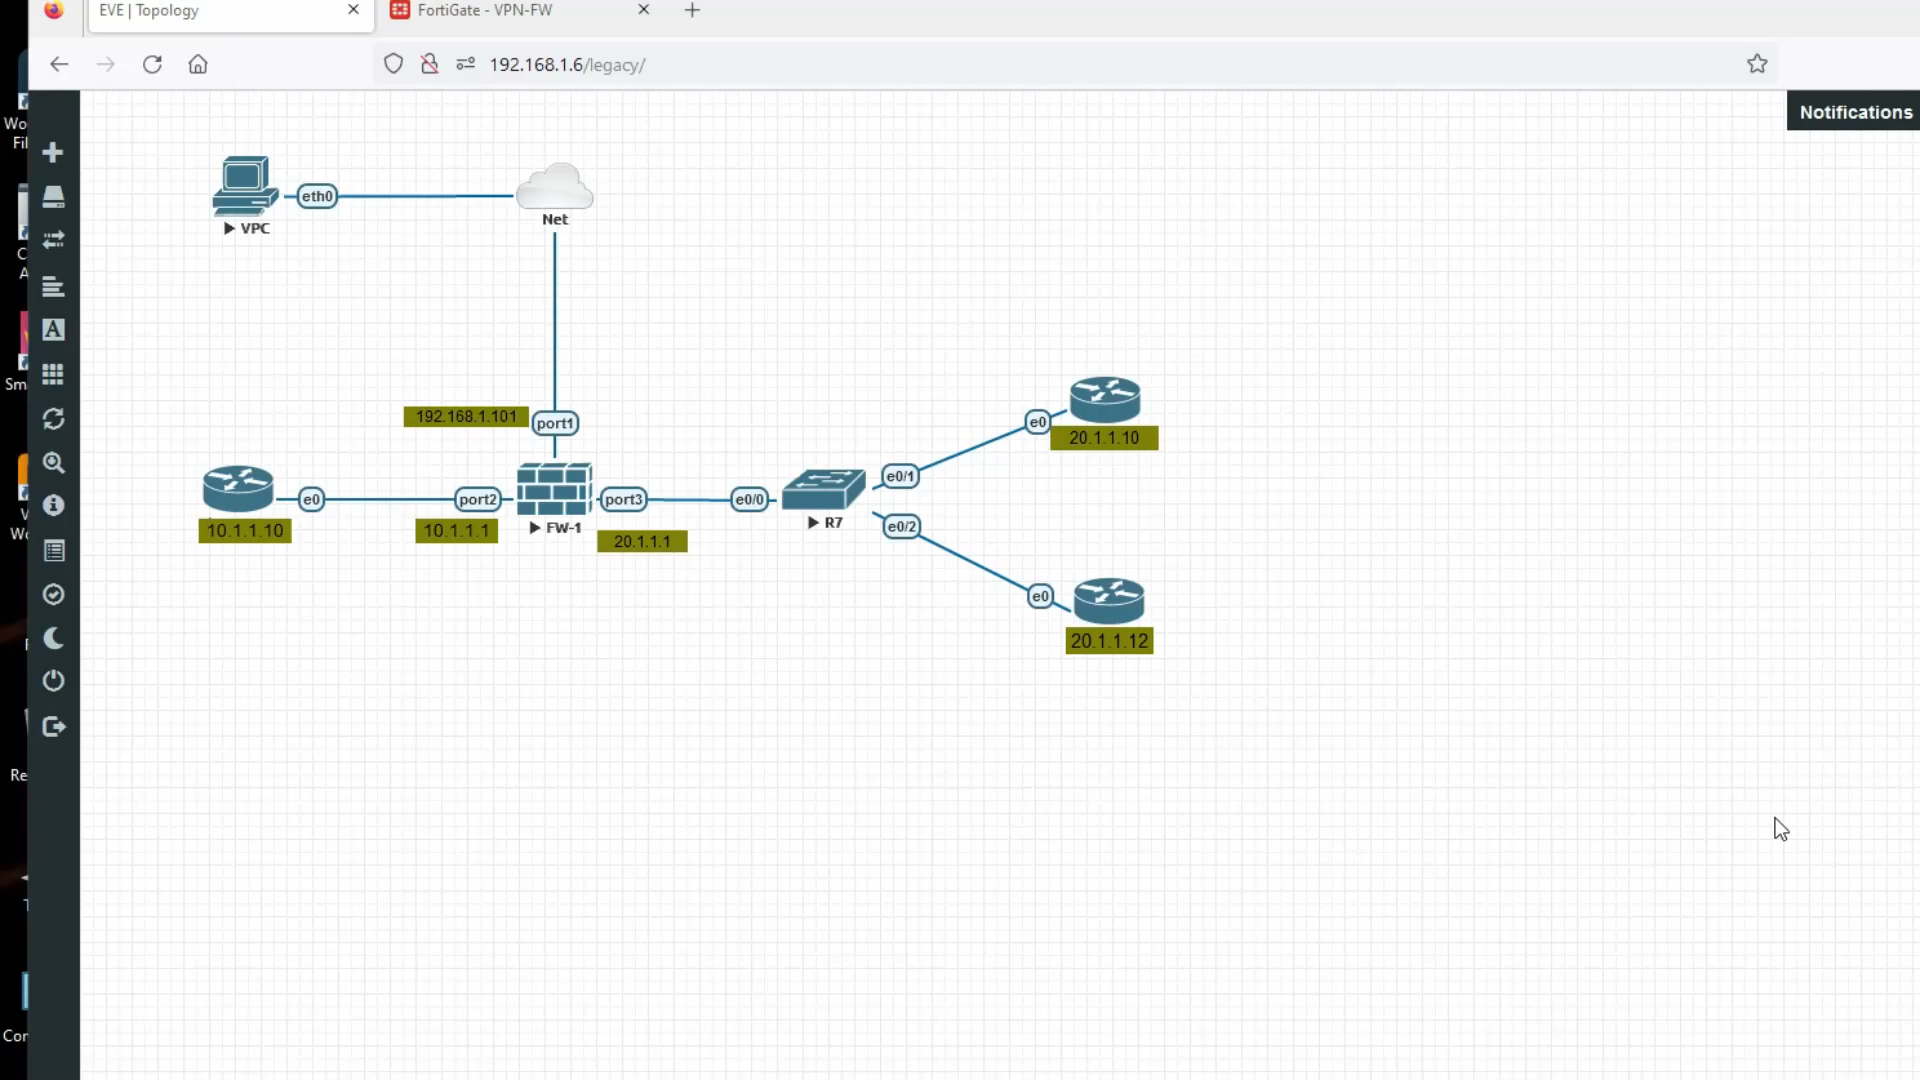 EVE | Topology
FortiGate - VPN-FW
192.168.1.6/legacy/
Notifications
eth0
VPC
Net
192.168.1.101
port1
e0
20.1.1.10
e0/1
e0
port2
port3
e0/0
10.1.1.10
10.1.1.1
FW-1
20.1.1.1
R7
e0/2
e0
20.1.1.12